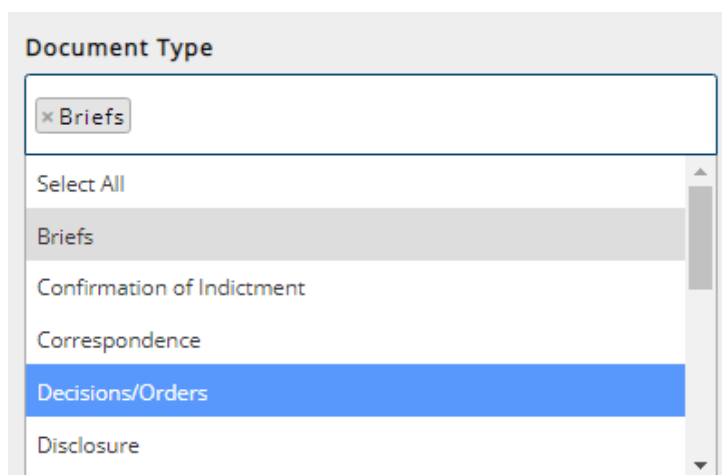 Document Type
× Briefs
Select All
Briefs
Confirmation of Indictment
Correspondence
Decisions/Orders
Disclosure